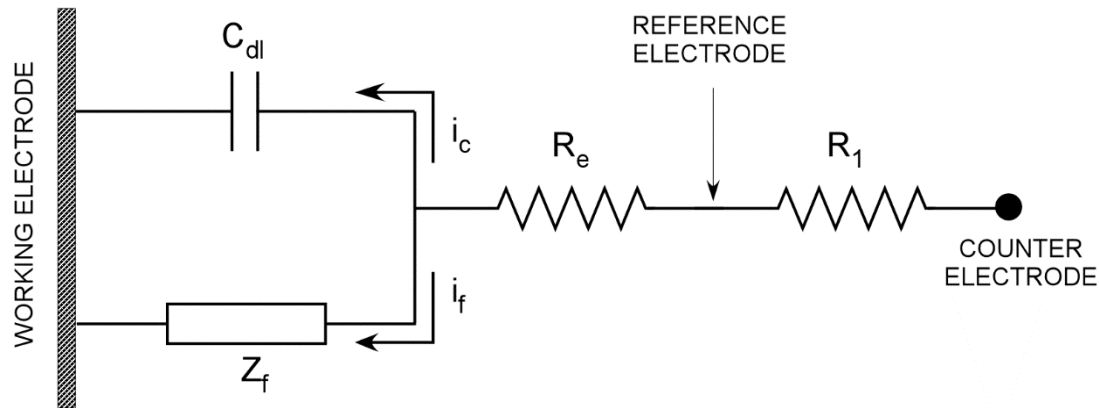 WORKING ELECTRODE
C_dl
i_c
R_e
REFERENCE
ELECTRODE
R_1
COUNTER
ELECTRODE
i_f
Z_f